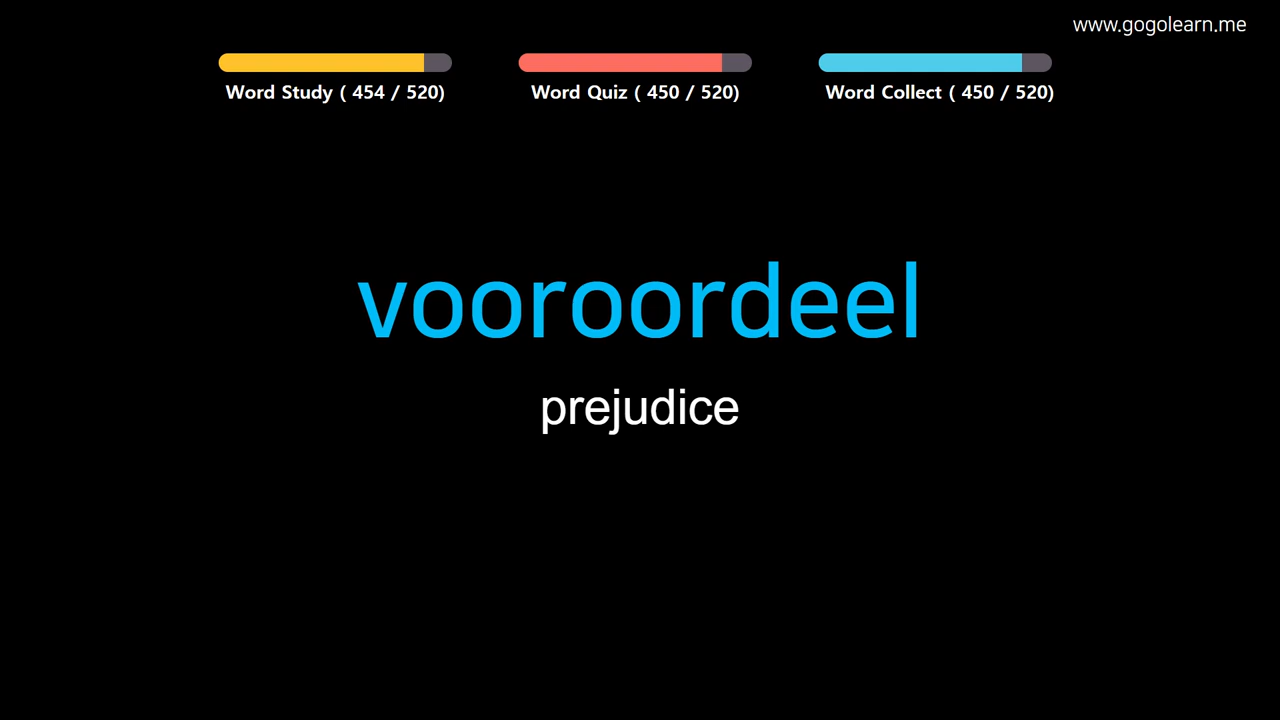 www.gogolearn.me
Word Study ( 454 / 520)
Word Quiz ( 450 / 520)
Word Collect ( 450 / 520)
vooroordeel
prejudice